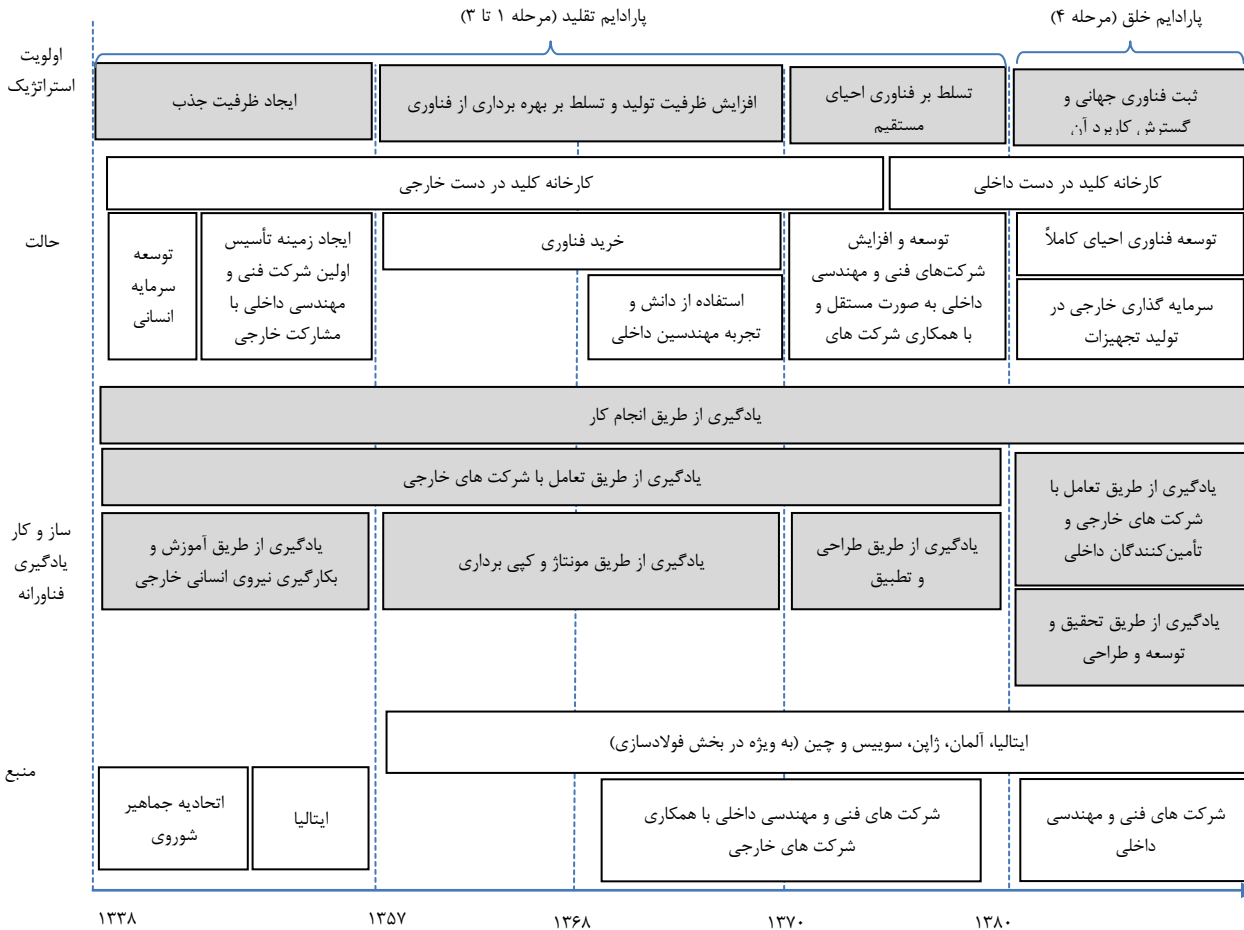 پارادایم تقلید (مرحله ۱ تا ۳)
پارادایم خلق (مرحله ۴)
اولویت
استراتژیک
ایجاد ظرفیت جذب
افزایش ظرفیت تولید و تسلط بر بهره برداری از فناوری
تسلط بر فناوری احیای
مستقیم
ثبت فناوری جهانی و
گسترش کاربرد آن
حالت
کارخانه کلید در دست خارجی
کارخانه کلید در دست داخلی
توسعه
سرمایه
انسانی
ایجاد زمینه تأسیس
اولین شرکت فنی و
مهندسی داخلی با
مشارکت خارجی
خرید فناوری
استفاده از دانش و
تجربه مهندسین داخلی
توسعه و افزایش
شرکت‌های فنی و مهندسی
داخلی به صورت مستقل و
با همکاری شرکت های
توسعه فناوری احیای کاملاً
سرمایه گذاری خارجی در
تولید تجهیزات
ساز و کار
یادگیری
فناورانه
یادگیری از طریق انجام کار
یادگیری از طریق تعامل با شرکت های خارجی
یادگیری از طریق آموزش و
بکارگیری نیروی انسانی خارجی
یادگیری از طریق مونتاژ و کپی برداری
یادگیری از طریق طراحی
و تطبیق
یادگیری از طریق تعامل با
شرکت های خارجی و
تأمین‌کنندگان داخلی
یادگیری از طریق تحقیق و
توسعه و طراحی
منبع
ایتالیا، آلمان، ژاپن، سوییس و چین (به ویژه در بخش فولادسازی)
اتحادیه جماهیر
شوروی
ایتالیا
شرکت های فنی و مهندسی داخلی با همکاری
شرکت های خارجی
شرکت های فنی و مهندسی
داخلی
۱۳۳۸
۱۳۵۷
۱۳۶۸
۱۳۷۰
۱۳۸۰